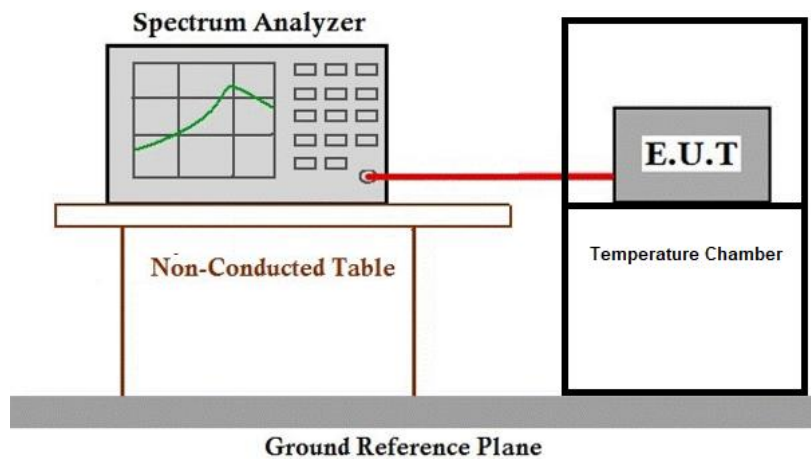 Spectrum Analyzer
E.U.T
Temperature Chamber
Non-Conducted Table
Ground Reference Plane